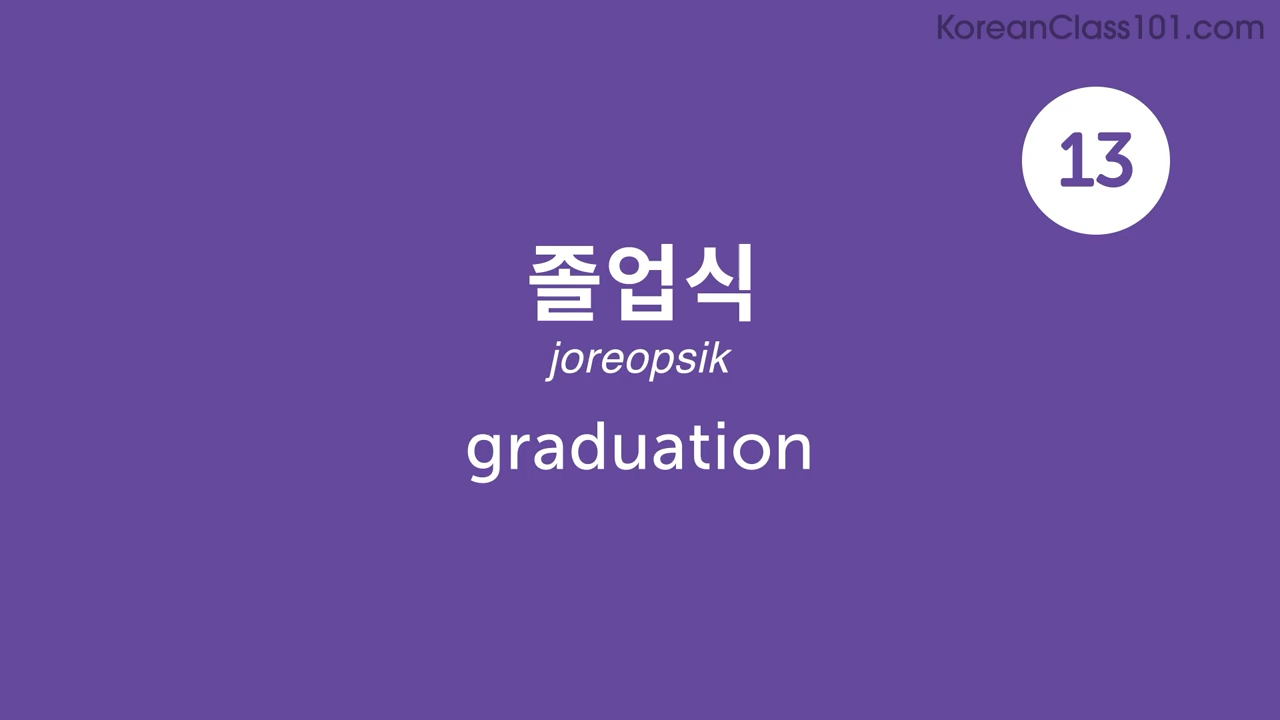 KoreanClass101.com
13
졸업식
joreopsik
graduation